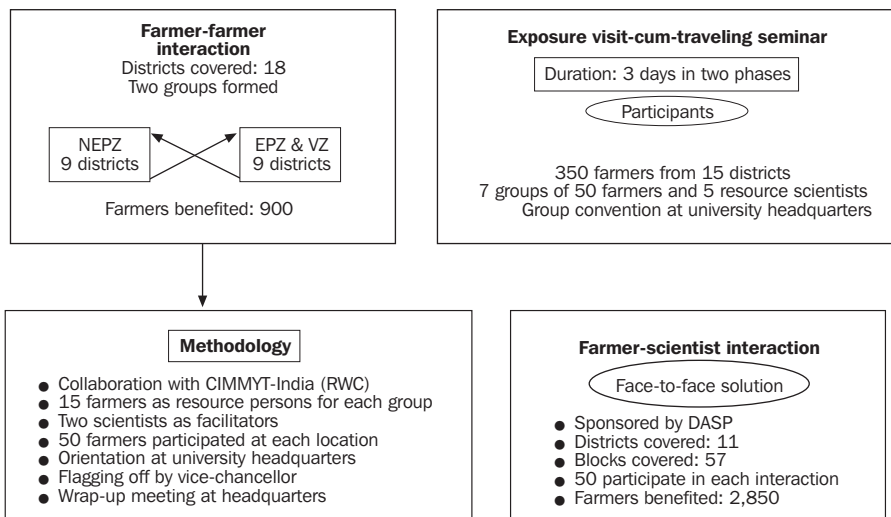 Farmer-farmer
interaction
Districts covered: 18
Two groups formed
NEPZ
9 districts
EPZ & VZ
9 districts
Farmers benefited: 900
Exposure visit-cum-traveling seminar
Duration: 3 days in two phases
Participants
350 farmers from 15 districts
7 groups of 50 farmers and 5 resource scientists
Group convention at university headquarters
Methodology
● Collaboration with CIMMYT-India (RWC)
● 15 farmers as resource persons for each group
● Two scientists as facilitators
● 50 farmers participated at each location
● Orientation at university headquarters
● Flagging off by vice-chancellor
● Wrap-up meeting at headquarters
Farmer-scientist interaction
Face-to-face solution
● Sponsored by DASP
● Districts covered: 11
● Blocks covered: 57
● 50 participate in each interaction
● Farmers benefited: 2,850